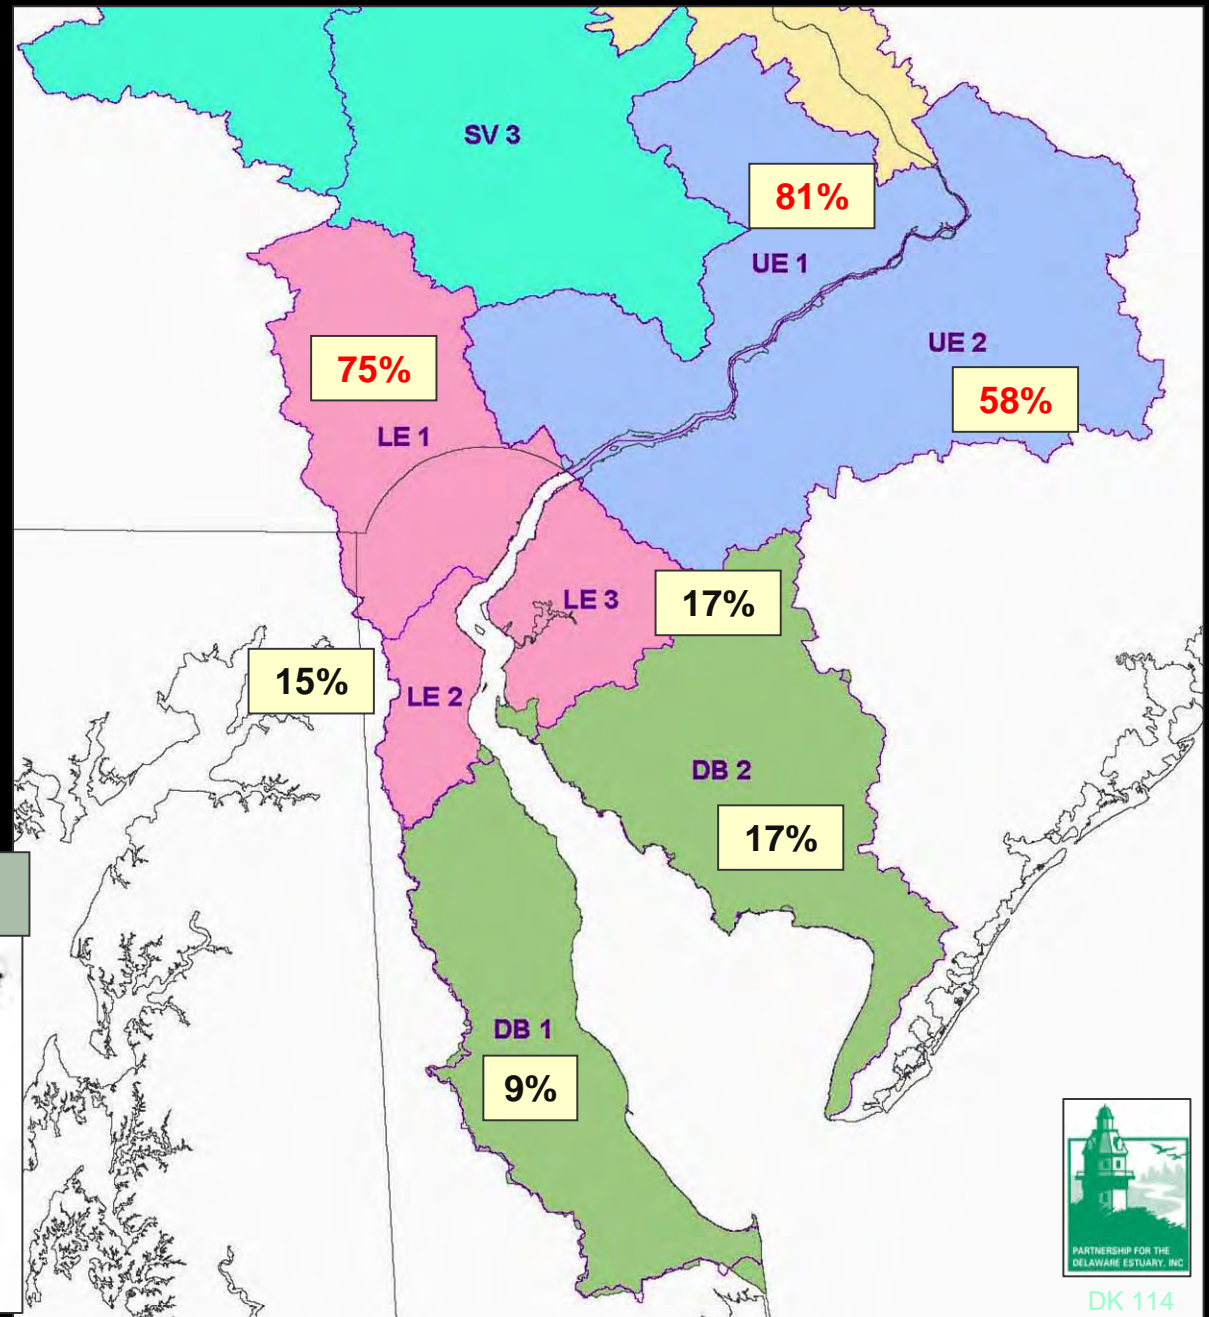 SV 3
81%
UE 1
UE 2
58%
75%
LE 1
LE 3
17%
15%
LE 2
DB 2
17%
DB 1
9%
PARTNERSHIP FOR THE
DELAWARE ESTUARY, INC
DK 114